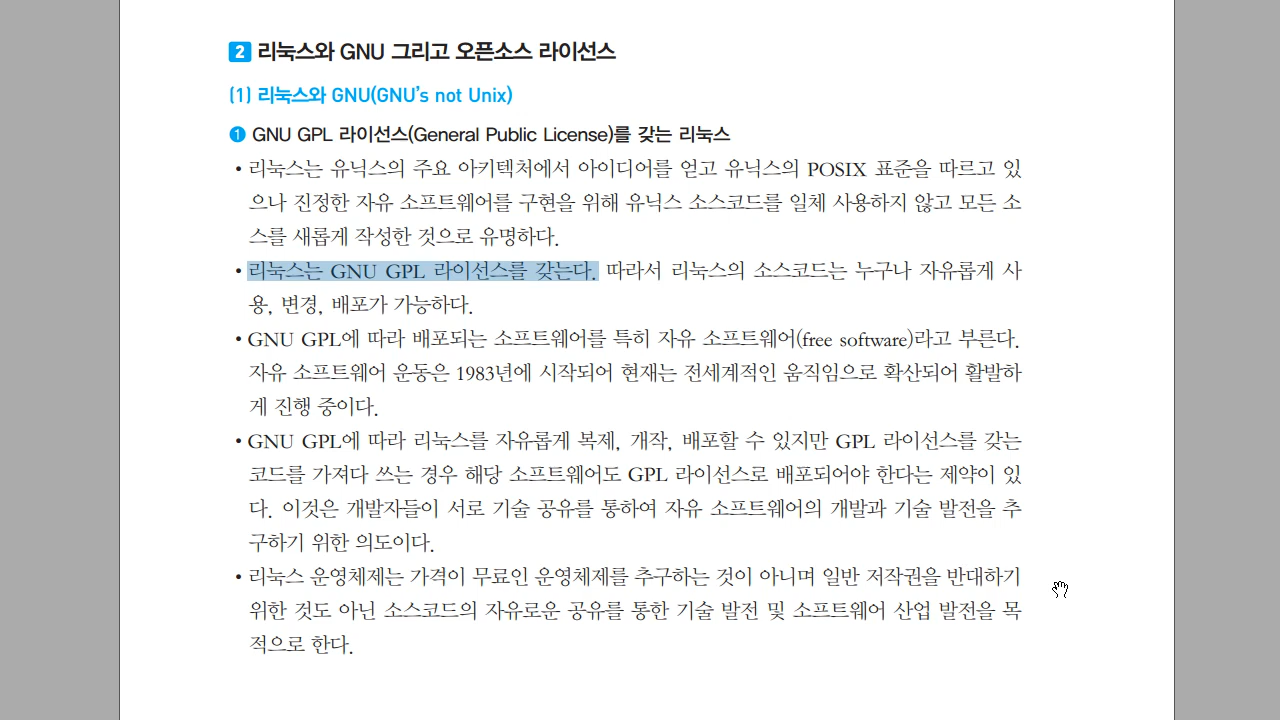 2 리눅스와 GNU 그리고 오픈소스 라이선스
(1) 리눅스와 GNU(GNU's not Unix)
❶ GNU GPL 라이선스(General Public License)를 갖는 리눅스
• 리눅스는 유닉스의 주요 아키텍처에서 아이디어를 얻고 유닉스의 POSIX 표준을 따르고 있
으나 진정한 자유 소프트웨어를 구현을 위해 유닉스 소스코드를 일체 사용하지 않고 모든 소
스를 새롭게 작성한 것으로 유명하다.
• 리눅스는 GNU GPL 라이선스를 갖는다. 따라서 리눅스의 소스코드는 누구나 자유롭게 사
용, 변경, 배포가 가능하다.
• GNU GPL에 따라 배포되는 소프트웨어를 특히 자유 소프트웨어(free software)라고 부른다.
자유 소프트웨어 운동은 1983년에 시작되어 현재는 전세계적인 움직임으로 확산되어 활발하
게 진행 중이다.
• GNU GPL에 따라 리눅스를 자유롭게 복제, 개작, 배포할 수 있지만 GPL 라이선스를 갖는
코드를 가져다 쓰는 경우 해당 소프트웨어도 GPL 라이선스로 배포되어야 한다는 제약이 있
다. 이것은 개발자들이 서로 기술 공유를 통하여 자유 소프트웨어의 개발과 기술 발전을 추
구하기 위한 의도이다.
• 리눅스 운영체제는 가격이 무료인 운영체제를 추구하는 것이 아니며 일반 저작권을 반대하기
위한 것도 아닌 소스코드의 자유로운 공유를 통한 기술 발전 및 소프트웨어 산업 발전을 목
적으로 한다.